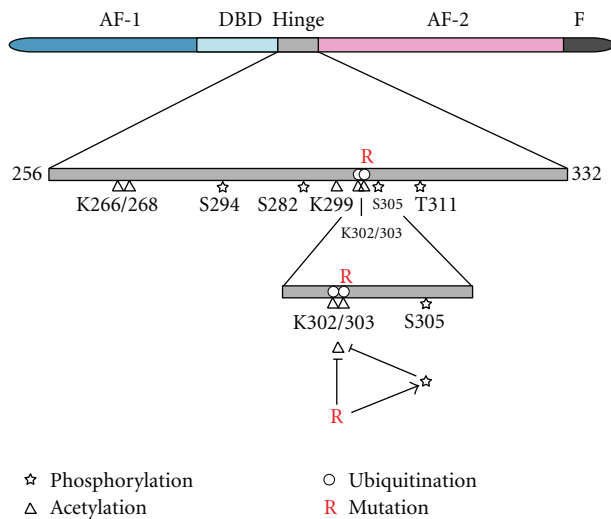 AF-1 DBD Hinge AF-2 F
R
256 332
K266/268 S294 S282 K299 S305 T311
K302/303
R
K302/303 S305
R
Phosphorylation Ubiquitination
Acetylation R Mutation